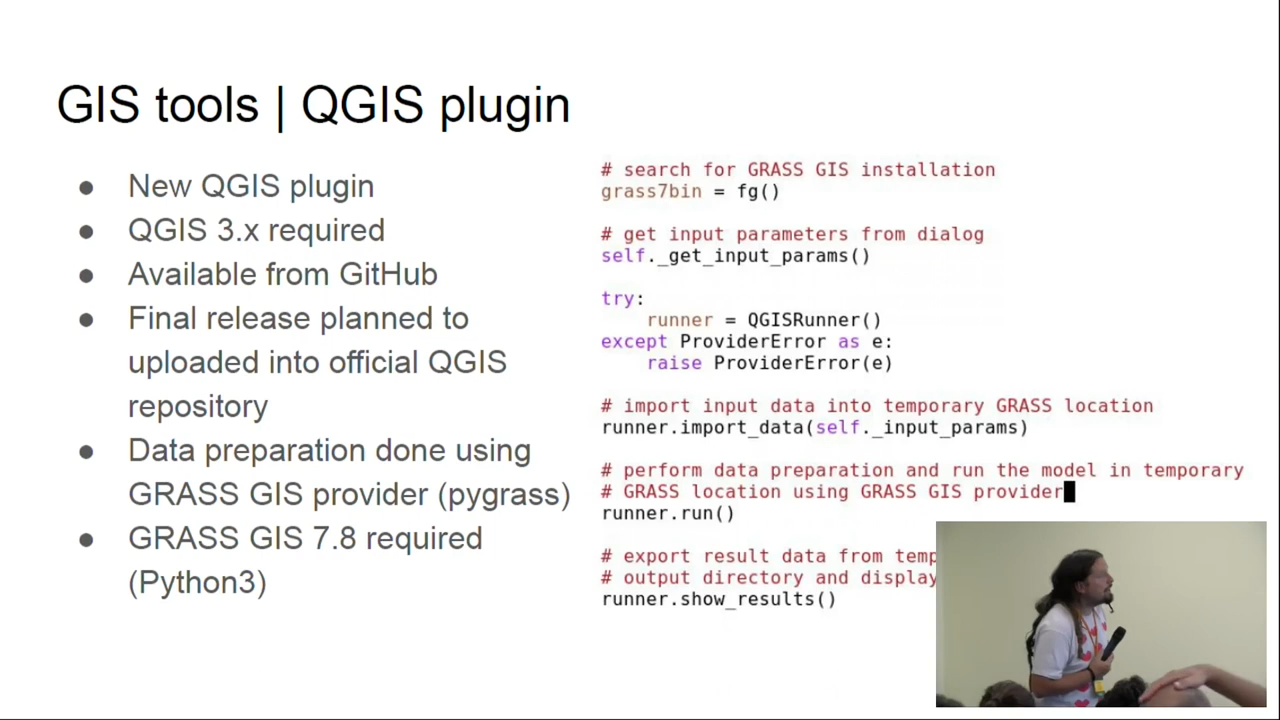 GIS tools | QGIS plugin
● New QGIS plugin
● QGIS 3.x required
● Available from GitHub
● Final release planned to
uploaded into official QGIS
repository
● Data preparation done using
GRASS GIS provider (pygrass)
● GRASS GIS 7.8 required
(Python3)
# search for GRASS GIS installation
grass7bin = fg()
# get input parameters from dialog
self._get_input_params()
try:
    runner = QGISRunner()
except ProviderError as e:
    raise ProviderError(e)
# import input data into temporary GRASS location
runner.import_data(self._input_params)
# perform data preparation and run the model in temporary
# GRASS location using GRASS GIS provider
runner.run()
# export result data from
# output directory and display
runner.show_results()